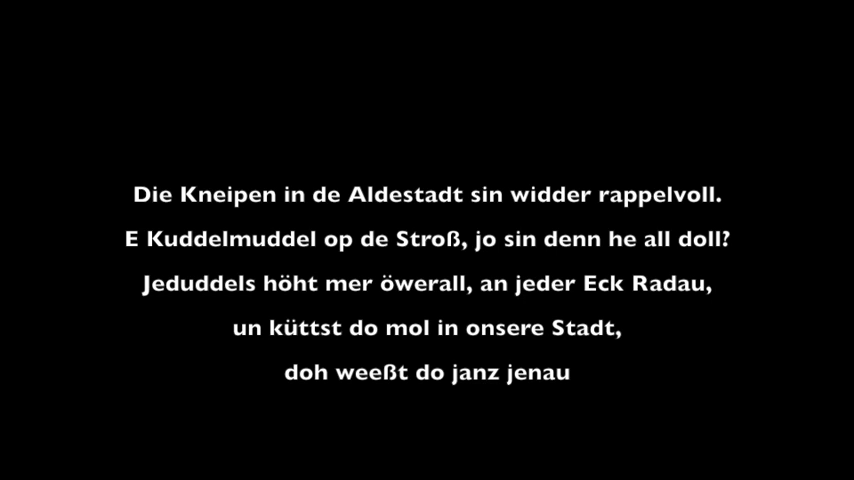 Die Kneipen in de Aldestadt sin widder rappelvoll.
E Kuddelmuddel op de Stroß, jo sin denn he all doll?
Jeduddels höht mer öwerall, an jeder Eck Radau,
un küttst do mol in onsere Stadt,
doh weeßt do janz jenau